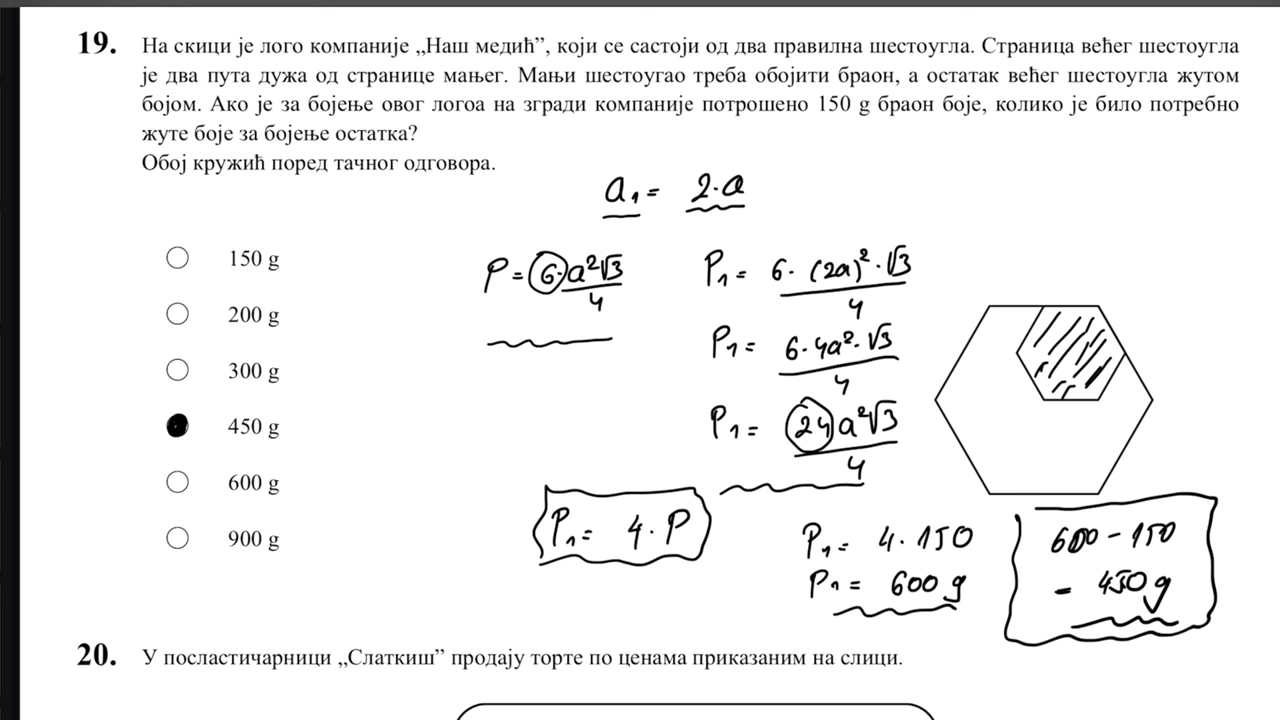 19. На скици је лого компаније „Наш медић”, који се састоји од два правилна шестоугла. Страница већег шестоугла
је два пута дужа од странице мањег. Мањи шестоугао треба обојити браон, а остатак већег шестоугла жутом
бојом. Ако је за бојење овог логоа на згради компаније потрошено 150 g браон боје, колико је било потребно
жуте боје за бојење остатка?
Обој кружић поред тачног одговора.
a₁ = 2·a
150 g
200 g
300 g
450 g
600 g
900 g
P = 6·a²√3/4
P₁ = 6·(2a)²·√3/4
P₁ = 6·4a²·√3/4
P₁ = 24a²√3/4
P₁ = 4·P
P₁ = 4·150
P₁ = 600 g
600 - 150
= 450 g
20. У посластичарници „Слаткиш” продају торте по ценама приказаним на слици.